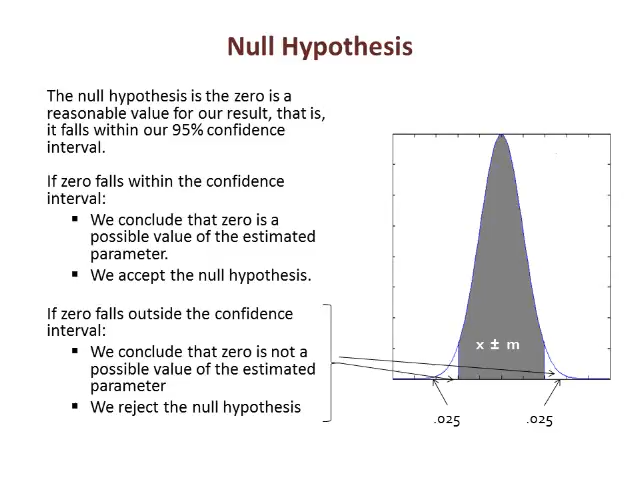 Null Hypothesis
The null hypothesis is the zero is a
reasonable value for our result, that is,
it falls within our 95% confidence
interval.
If zero falls within the confidence
interval:
▪ We conclude that zero is a
possible value of the estimated
parameter.
▪ We accept the null hypothesis.
If zero falls outside the confidence
interval:
▪ We conclude that zero is not a
possible value of the estimated
parameter
▪ We reject the null hypothesis
x ± m
.025 .025